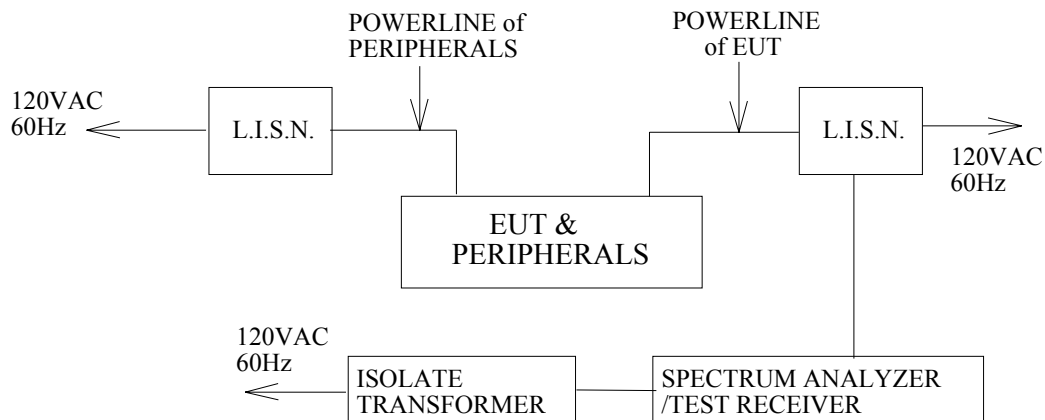 POWERLINE of
PERIPHERALS
POWERLINE
of EUT
120VAC
60Hz
L.I.S.N.
L.I.S.N.
120VAC
60Hz
EUT &
PERIPHERALS
120VAC
60Hz
ISOLATE
TRANSFORMER
SPECTRUM ANALYZER
/TEST RECEIVER